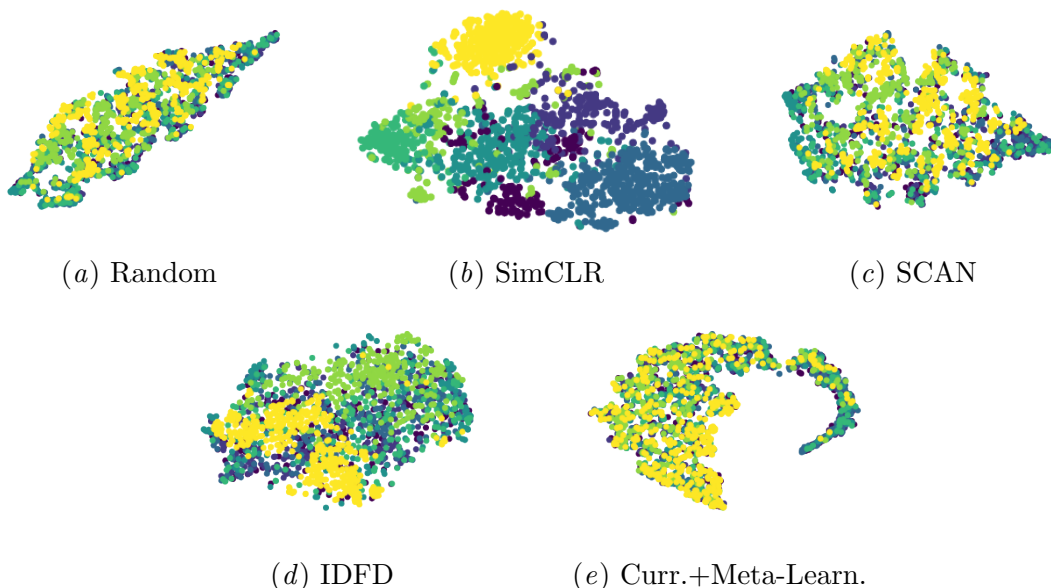 (a) Random
(b) SimCLR
(c) SCAN
(d) IDFD
(e) Curr.+Meta-Learn.